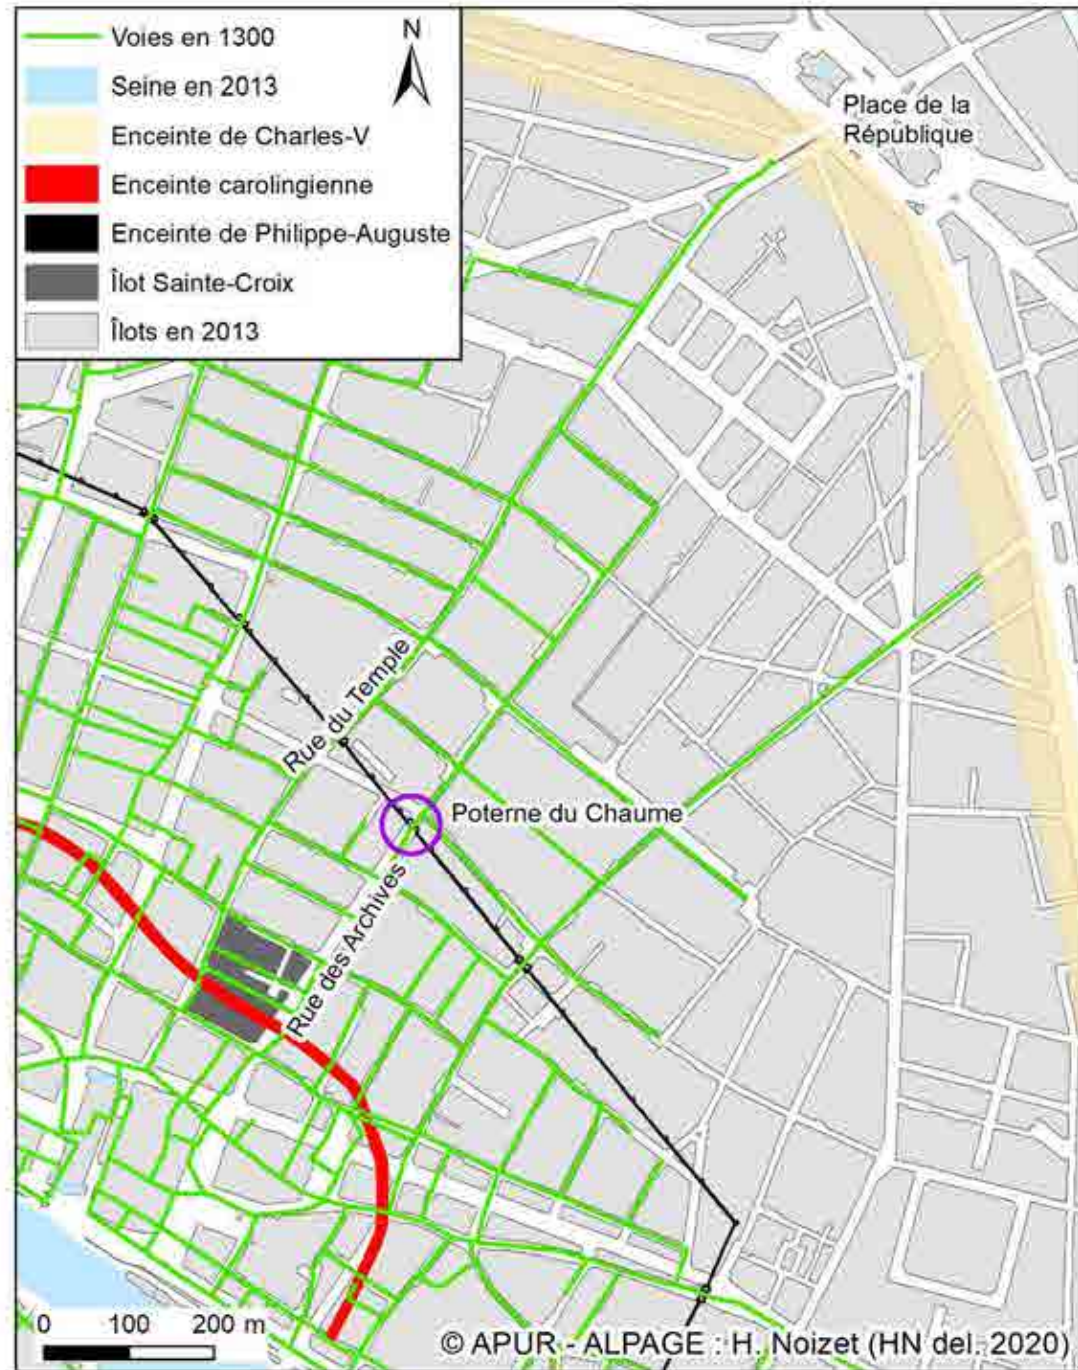 Voies en 1300
N
Seine en 2013
Enceinte de Charles-V
Place de la
République
Enceinte carolingienne
Enceinte de Philippe-Auguste
Îlot Sainte-Croix
Îlots en 2013
Rue du Temple
Poterne du Chaume
Rue des Archives
0 100 200 m
© APUR - ALPAGE : H. Noizet (HN del. 2020)